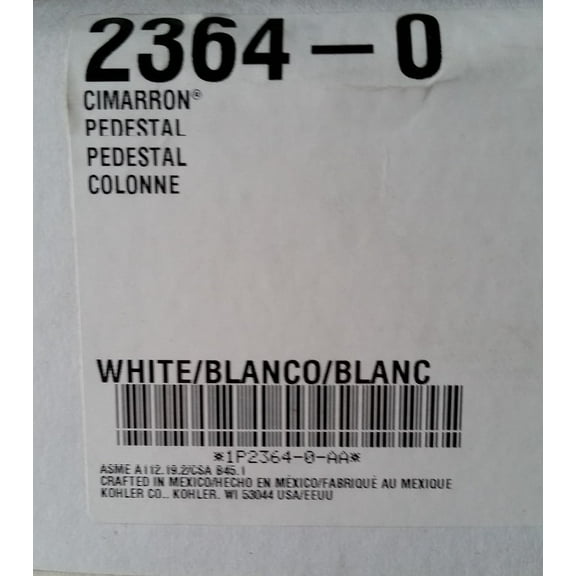 2364-0
CIMARRON®
PEDESTAL
PEDESTAL
COLONNE
WHITE/BLANCO/BLANC
*1P2364-0-AA*
ASME A112.19.2/CSA B45.1
CRAFTED IN MEXICO/HECHO EN MÉXICO/FABRIQUÉ AU MEXIQUE
KOHLER CO., KOHLER, WI 53044 USA/EEUU